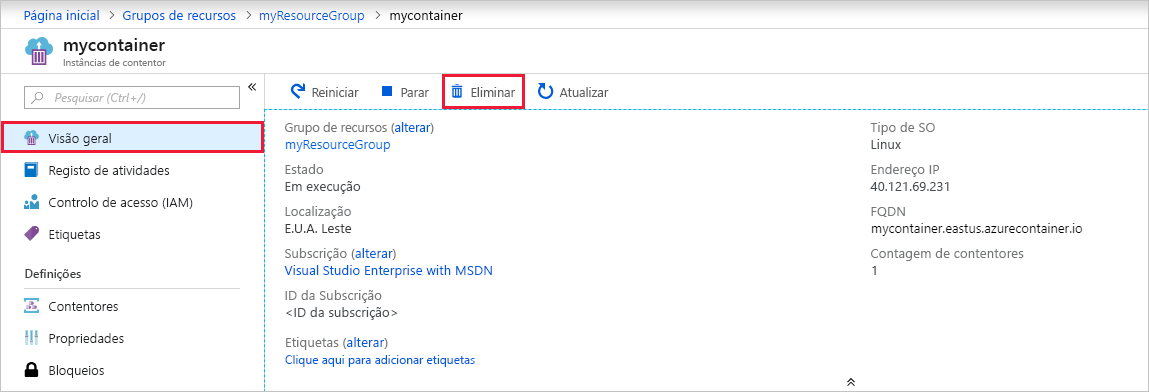 Página inicial > Grupos de recursos > myResourceGroup > mycontainer
mycontainer
Instâncias de contentor
Pesquisar (Ctrl+/)
«
Visão geral
Registo de atividades
Controlo de acesso (IAM)
Etiquetas
Definições
Contentores
Propriedades
Bloqueios
Reiniciar Parar Eliminar Atualizar
Grupo de recursos (alterar)
myResourceGroup
Estado
Em execução
Localização
E.U.A. Leste
Subscrição (alterar)
Visual Studio Enterprise with MSDN
ID da Subscrição
<ID da subscrição>
Etiquetas (alterar)
Clique aqui para adicionar etiquetas
Tipo de SO
Linux
Endereço IP
40.121.69.231
FQDN
mycontainer.eastus.azurecontainer.io
Contagem de contentores
1